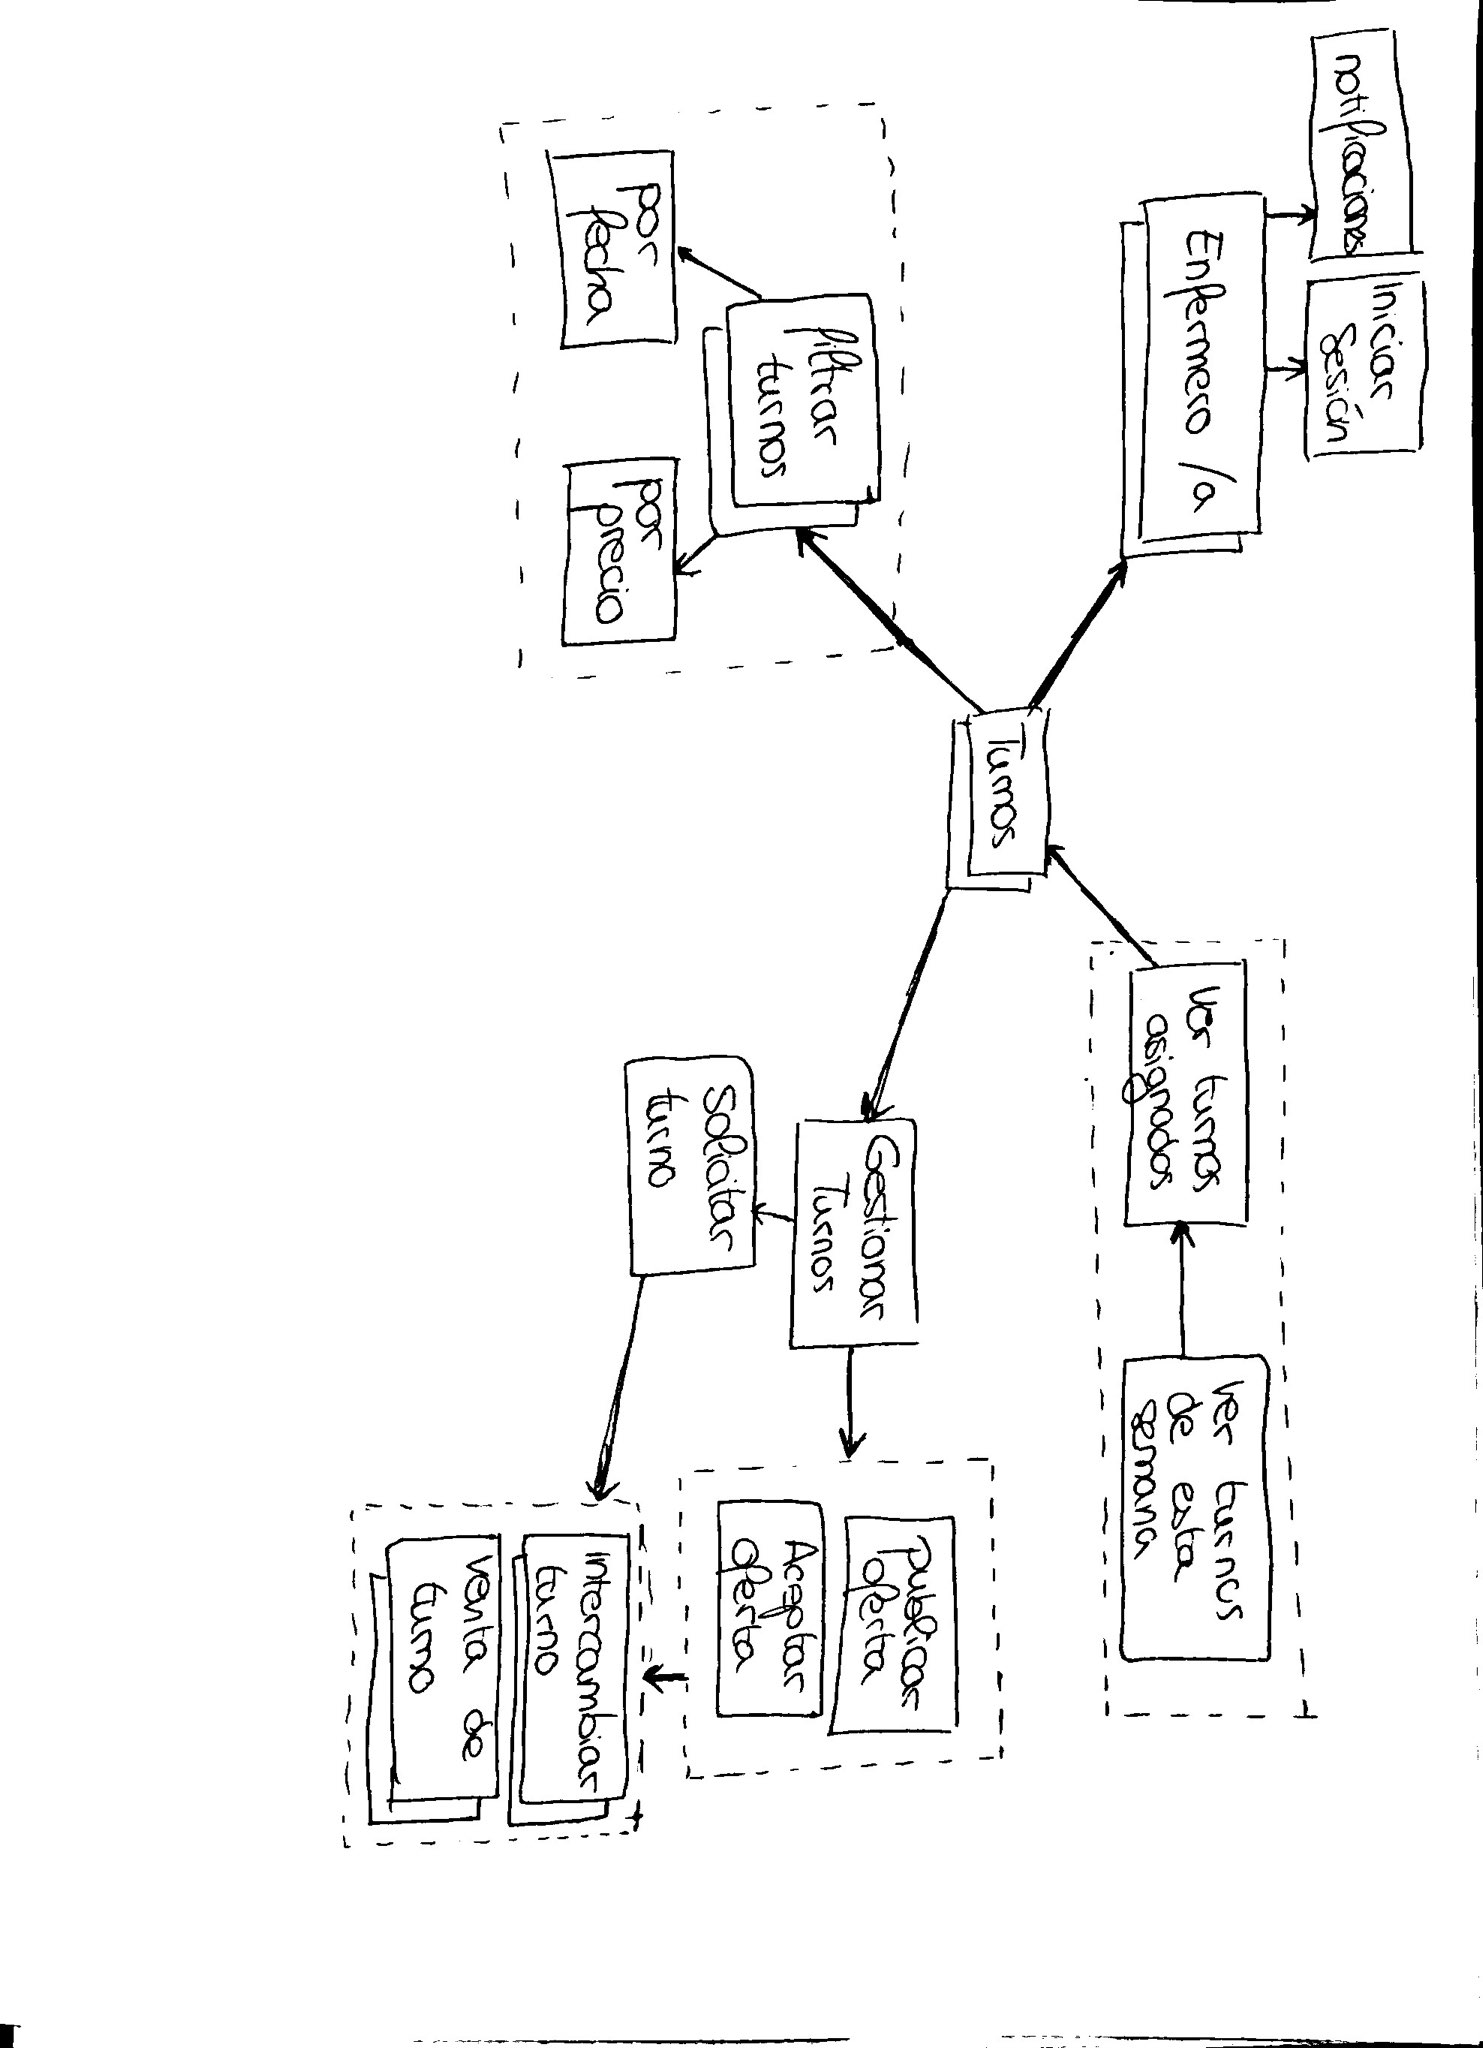 notificaciones
Iniciar
Sesión
Enfermero /a
Ver turnos
asignados
Ver turnos
de esta
semana
Turnos
filtrar
turnos
por
fecha
por
precio
Gestionar
Turnos
Solicitar
turno
publicar
oferta
Aceptar
oferta
Intercambiar
turno
Venta de
turno